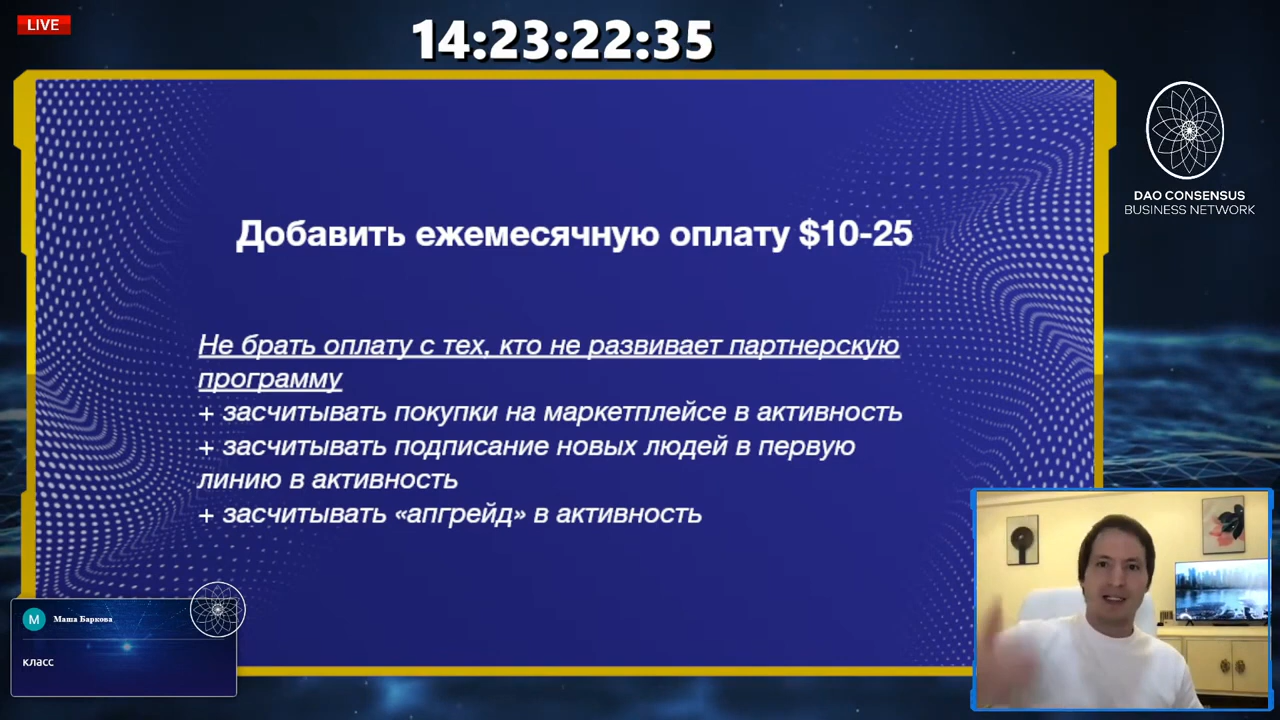 LIVE
14:23:22:35
DAO CONSENSUS
BUSINESS NETWORK
Добавить ежемесячную оплату $10-25
Не брать оплату с тех, кто не развивает партнерскую
программу
+ засчитывать покупки на маркетплейсе в активность
+ засчитывать подписание новых людей в первую
линию в активность
+ засчитывать «апгрейд» в активность
М
Маша Баркова
класс